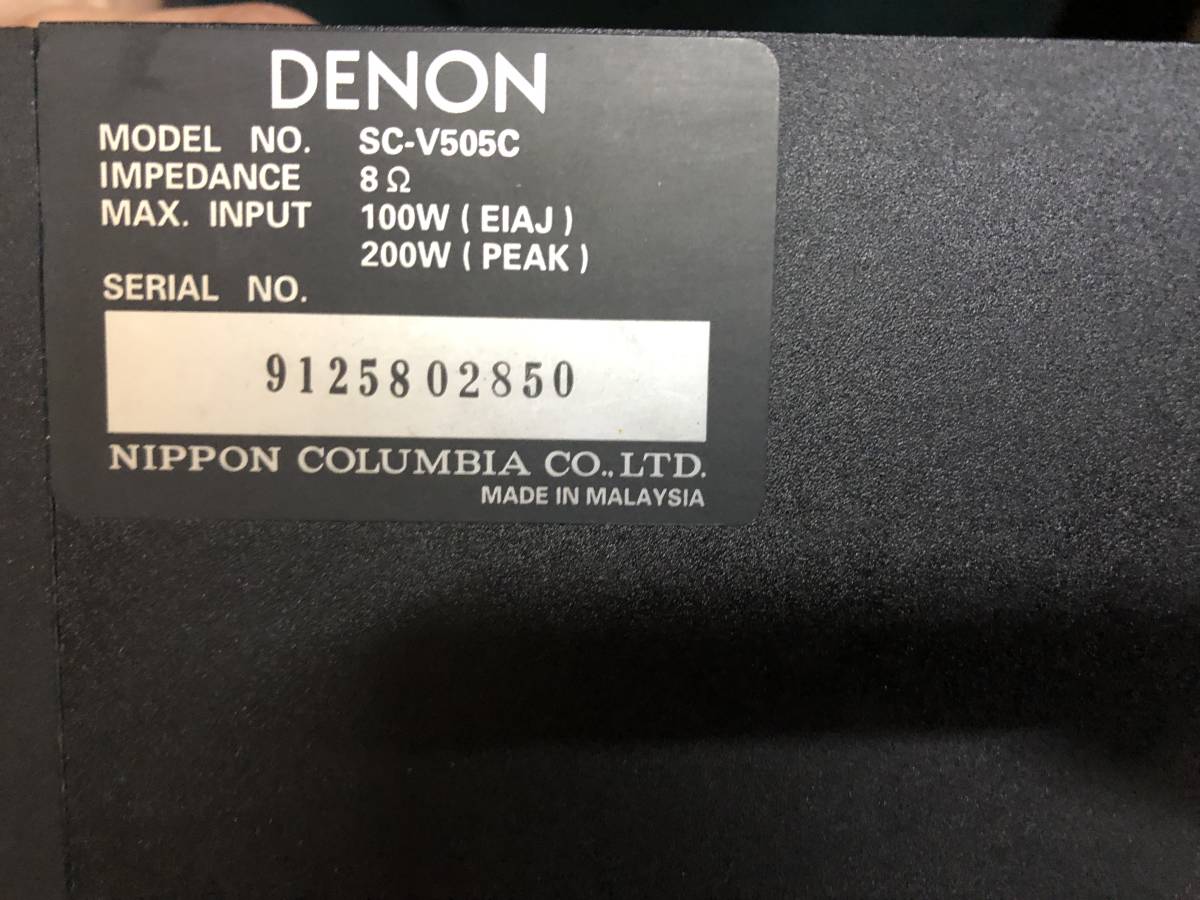 DENON
MODEL NO. SC-V505C
IMPEDANCE 8Ω
MAX. INPUT 100W ( EIAJ )
200W ( PEAK )
SERIAL NO.
9125802850
NIPPON COLUMBIA CO., LTD.
MADE IN MALAYSIA